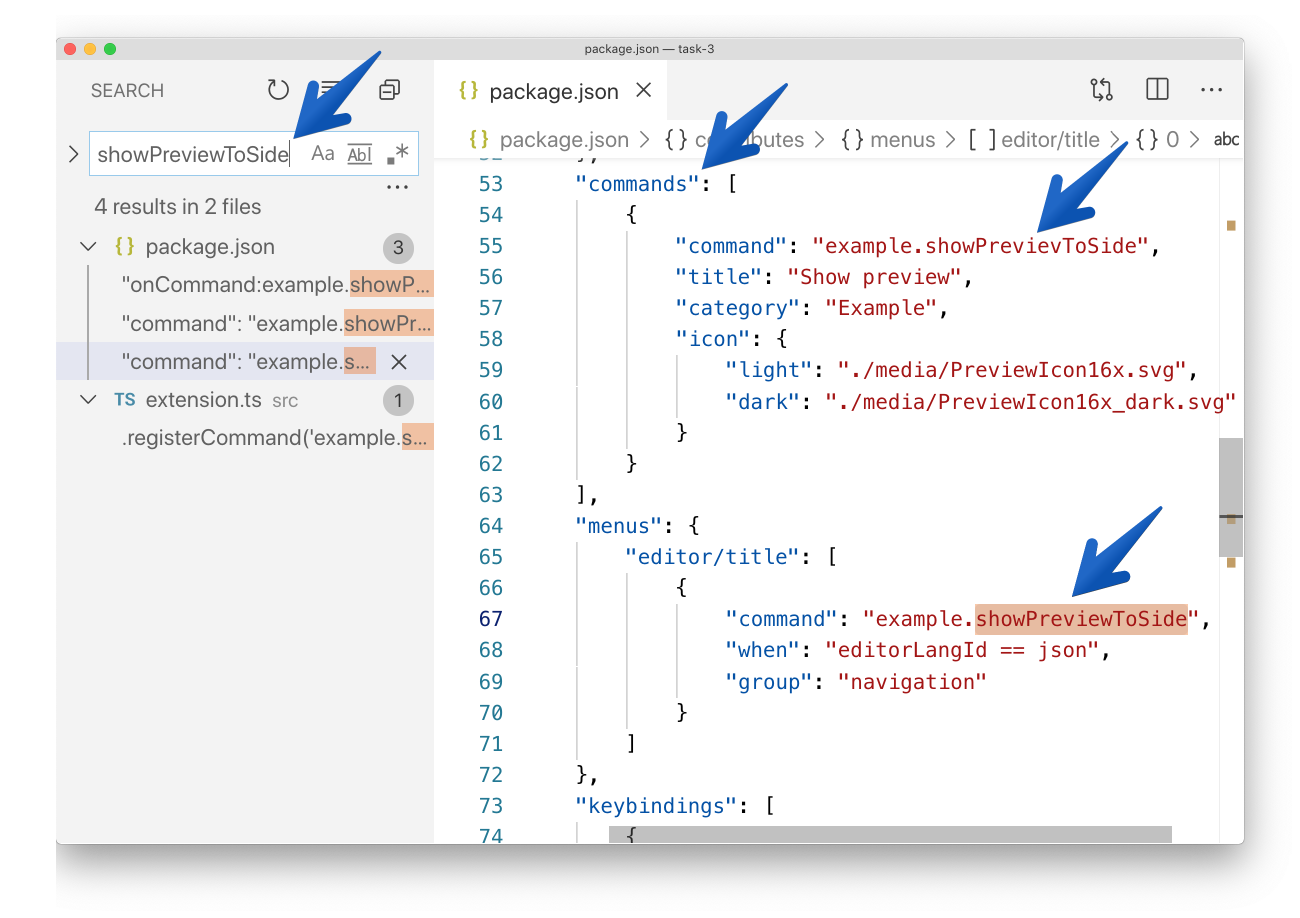 package.json — task-3
SEARCH
showPreviewToSide Aa Abl .*
...
4 results in 2 files
{} package.json 3
"onCommand:example.showP...
"command": "example.showPr...
"command": "example.s...
TS extension.ts src 1
.registerCommand('example.s...
{} package.json
{} package.json > {} contributes > {} menus > [ ] editor/title > {} 0 > abc
53 "commands": [
54 {
55 "command": "example.showPrevievToSide",
56 "title": "Show preview",
57 "category": "Example",
58 "icon": {
59 "light": "./media/PreviewIcon16x.svg",
60 "dark": "./media/PreviewIcon16x_dark.svg"
61 }
62 }
63 ],
64 "menus": {
65 "editor/title": [
66 {
67 "command": "example.showPreviewToSide",
68 "when": "editorLangId == json",
69 "group": "navigation"
70 }
71 ]
72 },
73 "keybindings": [
74 {